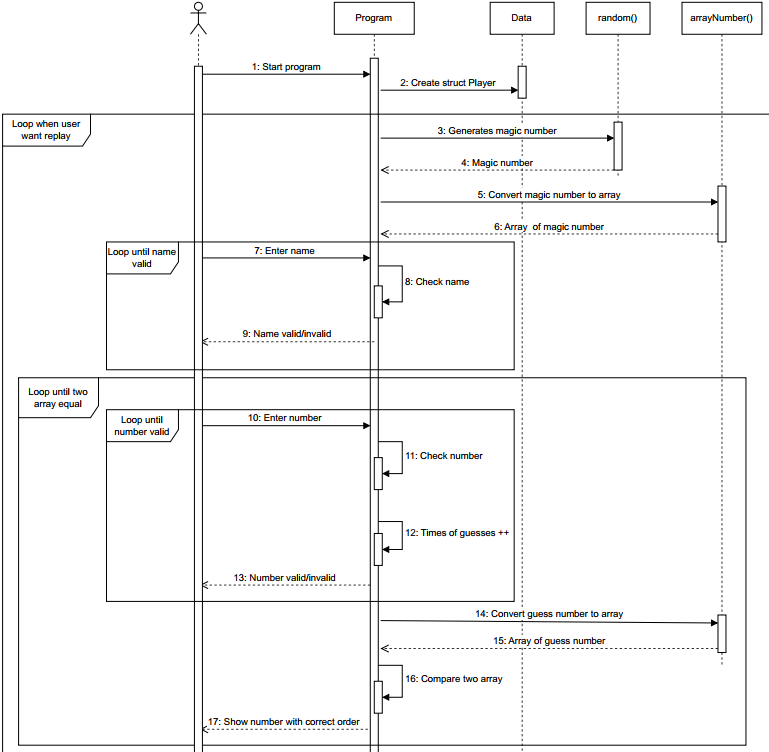 Program
Data
random()
arrayNumber()
1: Start program
2: Create struct Player
Loop when user
want replay
3: Generates magic number
4: Magic number
5: Convert magic number to array
6: Array of magic number
Loop until name
valid
7: Enter name
8: Check name
9: Name valid/invalid
Loop until two
array equal
Loop until
number valid
10: Enter number
11: Check number
12: Times of guesses ++
13: Number valid/invalid
14: Convert guess number to array
15: Array of guess number
16: Compare two array
17: Show number with correct order